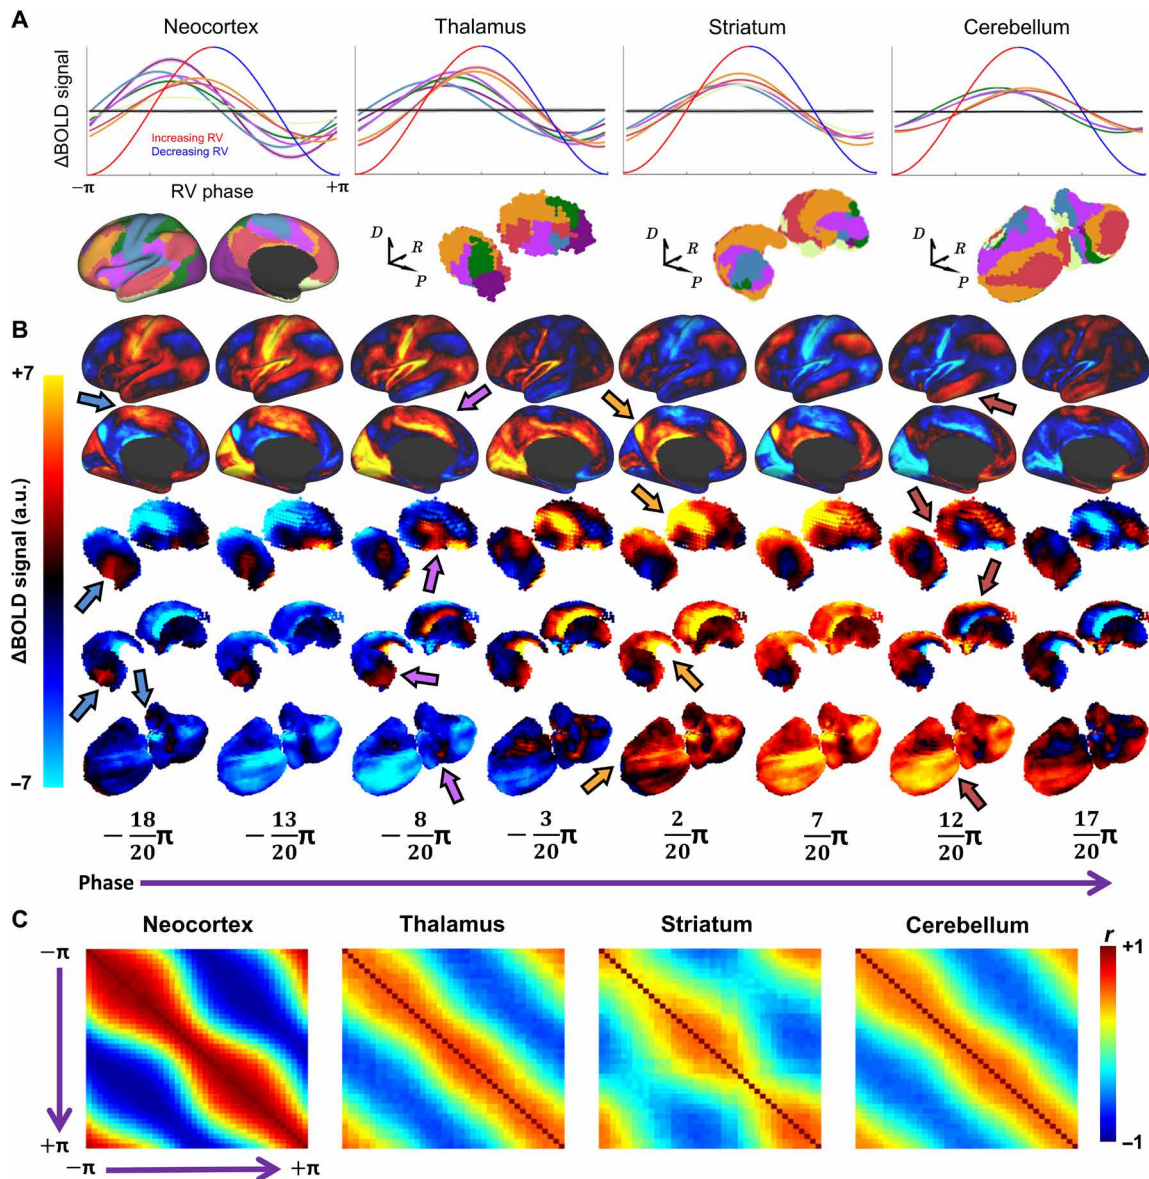 A
Neocortex Thalamus Striatum Cerebellum
ΔBOLD signal
Increasing RV
Decreasing RV
−π +π
RV phase
D R P
D R P
D R P
B
+7
ΔBOLD signal (a.u.)
−7
−18/20π −13/20π −8/20π −3/20π 2/20π 7/20π 12/20π 17/20π
Phase
C
Neocortex Thalamus Striatum Cerebellum
r
−π +1
+π −1
−π +π